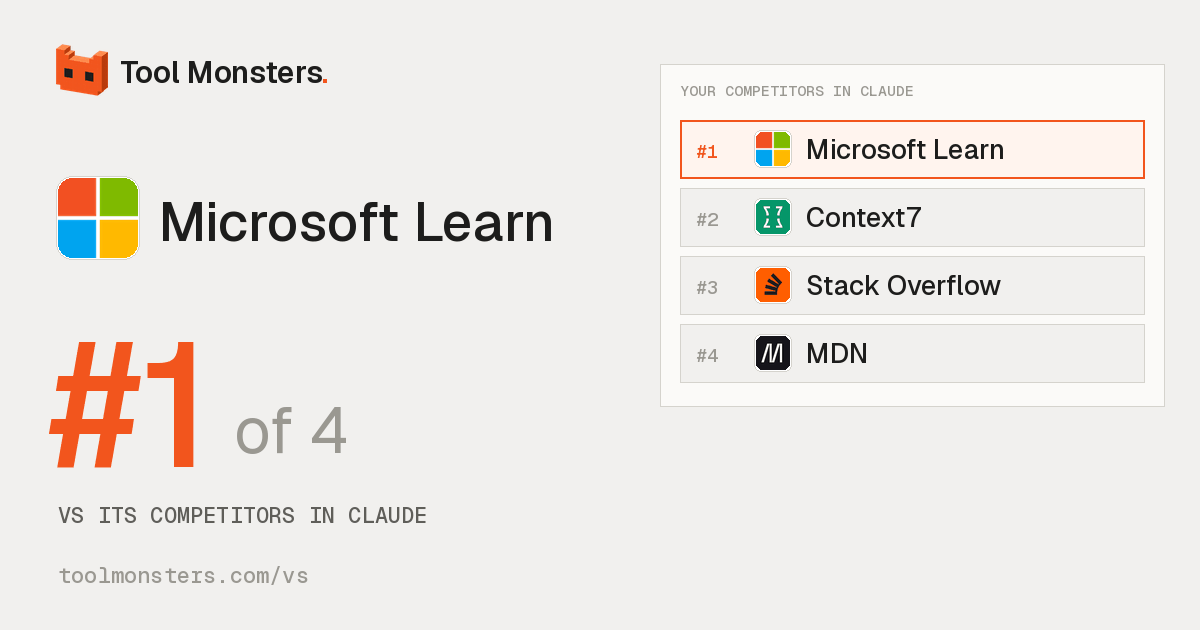 Tool Monsters.
Microsoft Learn
#1 of 4
VS ITS COMPETITORS IN CLAUDE
toolmonsters.com/vs
YOUR COMPETITORS IN CLAUDE
#1 Microsoft Learn
#2 Context7
#3 Stack Overflow
#4 MDN